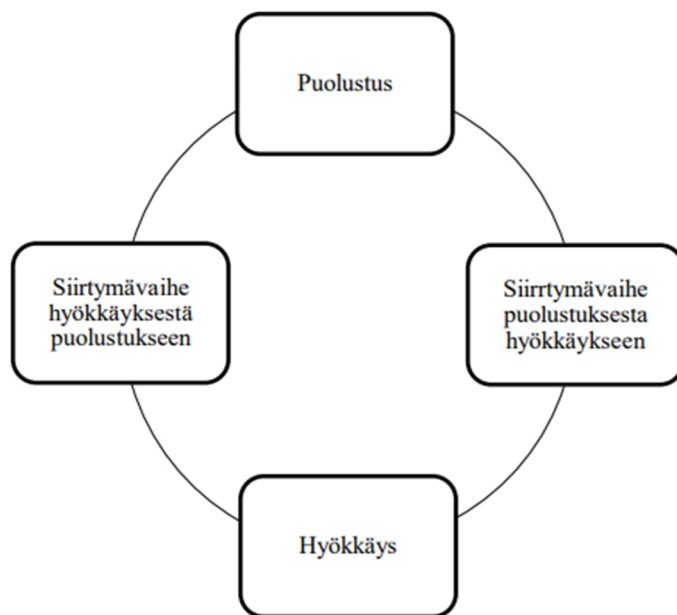 Puolustus
Siirtymävaihe
hyökkäyksestä
puolustukseen
Siirrtymävaihe
puolustuksesta
hyökkäykseen
Hyökkäys